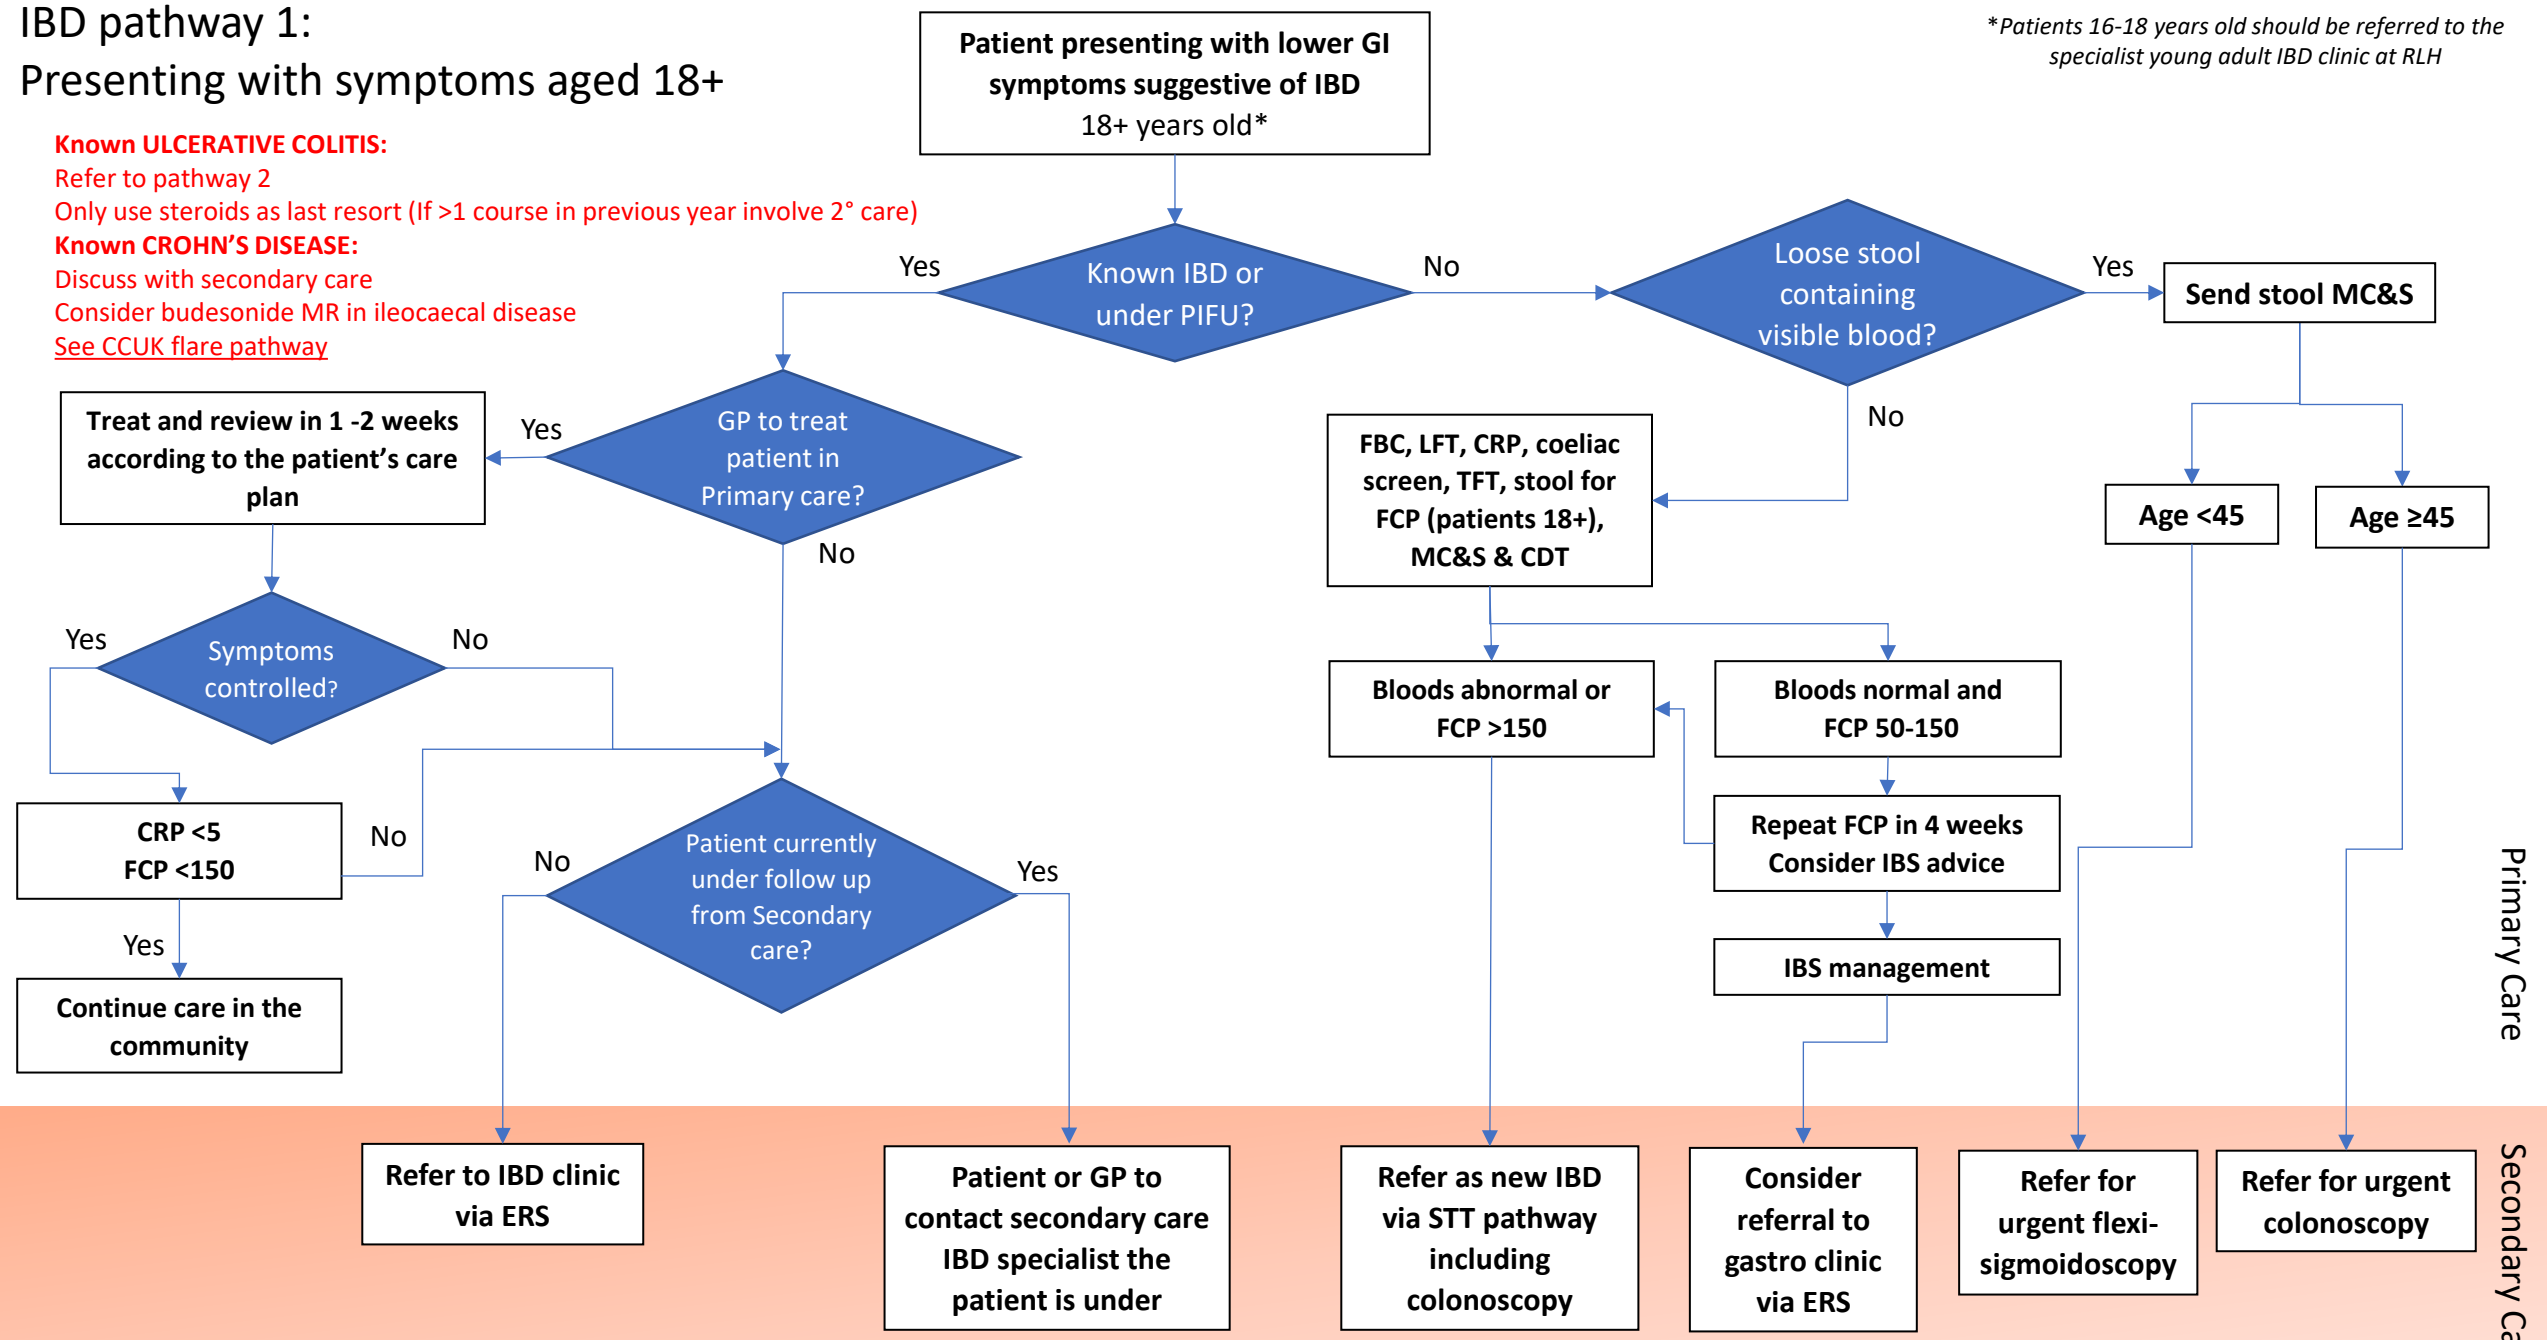 IBD pathway 1:
Presenting with symptoms aged 18+
*Patients 16-18 years old should be referred to the
specialist young adult IBD clinic at RLH
Known ULCERATIVE COLITIS:
Refer to pathway 2
Only use steroids as last resort (If >1 course in previous year involve 2° care)
Known CROHN'S DISEASE:
Discuss with secondary care
Consider budesonide MR in ileocaecal disease
See CCUK flare pathway
Patient presenting with lower GI
symptoms suggestive of IBD
18+ years old*
Known IBD or
under PIFU?
Yes
No
Loose stool
containing
visible blood?
Yes
No
Send stool MC&S
Age <45
Age ≥45
GP to treat
patient in
Primary care?
Yes
No
Treat and review in 1 -2 weeks
according to the patient's care
plan
Symptoms
controlled?
Yes
No
CRP <5
FCP <150
No
Yes
Continue care in the
community
Patient currently
under follow up
from Secondary
care?
No
Yes
FBC, LFT, CRP, coeliac
screen, TFT, stool for
FCP (patients 18+),
MC&S & CDT
Bloods abnormal or
FCP >150
Bloods normal and
FCP 50-150
Repeat FCP in 4 weeks
Consider IBS advice
IBS management
Primary Care
Refer to IBD clinic
via ERS
Patient or GP to
contact secondary care
IBD specialist the
patient is under
Refer as new IBD
via STT pathway
including
colonoscopy
Consider
referral to
gastro clinic
via ERS
Refer for
urgent flexi-
sigmoidoscopy
Refer for urgent
colonoscopy
Secondary Ca